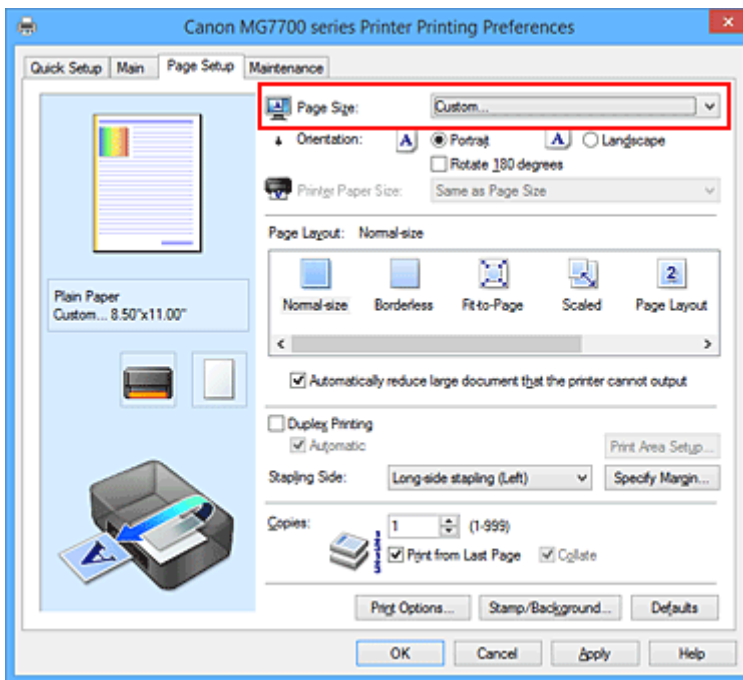 Canon MG7700 series Printer Printing Preferences
Quick Setup Main Page Setup Maintenance
Page Size: Custom...
Orientation: A Portrait A Landscape
Rotate 180 degrees
Printer Paper Size: Same as Page Size
Page Layout: Normal-size
2
Normal-size Borderless Fit-to-Page Scaled Page Layout
Plain Paper
Custom... 8.50"x11.00"
Automatically reduce large document that the printer cannot output
Duplex Printing
Automatic Print Area Setup...
Stapling Side: Long-side stapling (Left) Specify Margin...
Copies: 1 (1-999)
Print from Last Page Collate
Print Options... Stamp/Background... Defaults
OK Cancel Apply Help